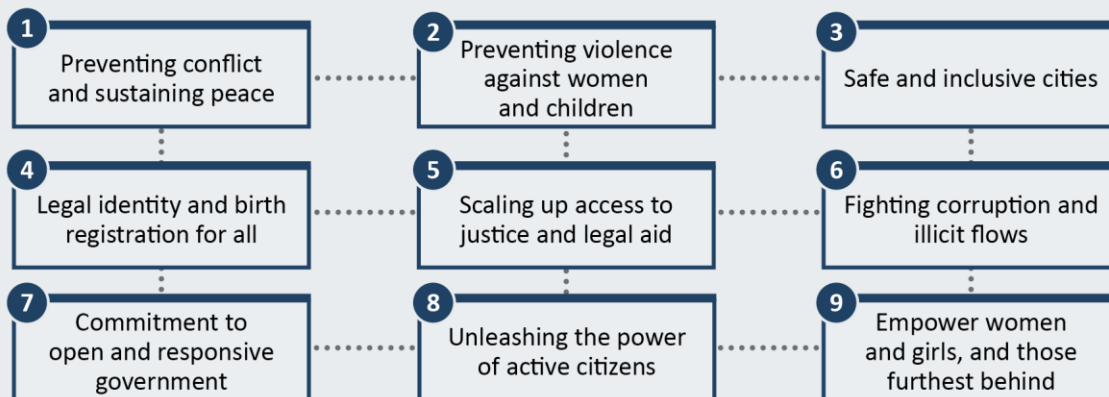 1
Preventing conflict
and sustaining peace
2
Preventing violence
against women
and children
3
Safe and inclusive cities
4
Legal identity and birth
registration for all
5
Scaling up access to
justice and legal aid
6
Fighting corruption and
illicit flows
7
Commitment to
open and responsive
government
8
Unleashing the power
of active citizens
9
Empower women
and girls, and those
furthest behind